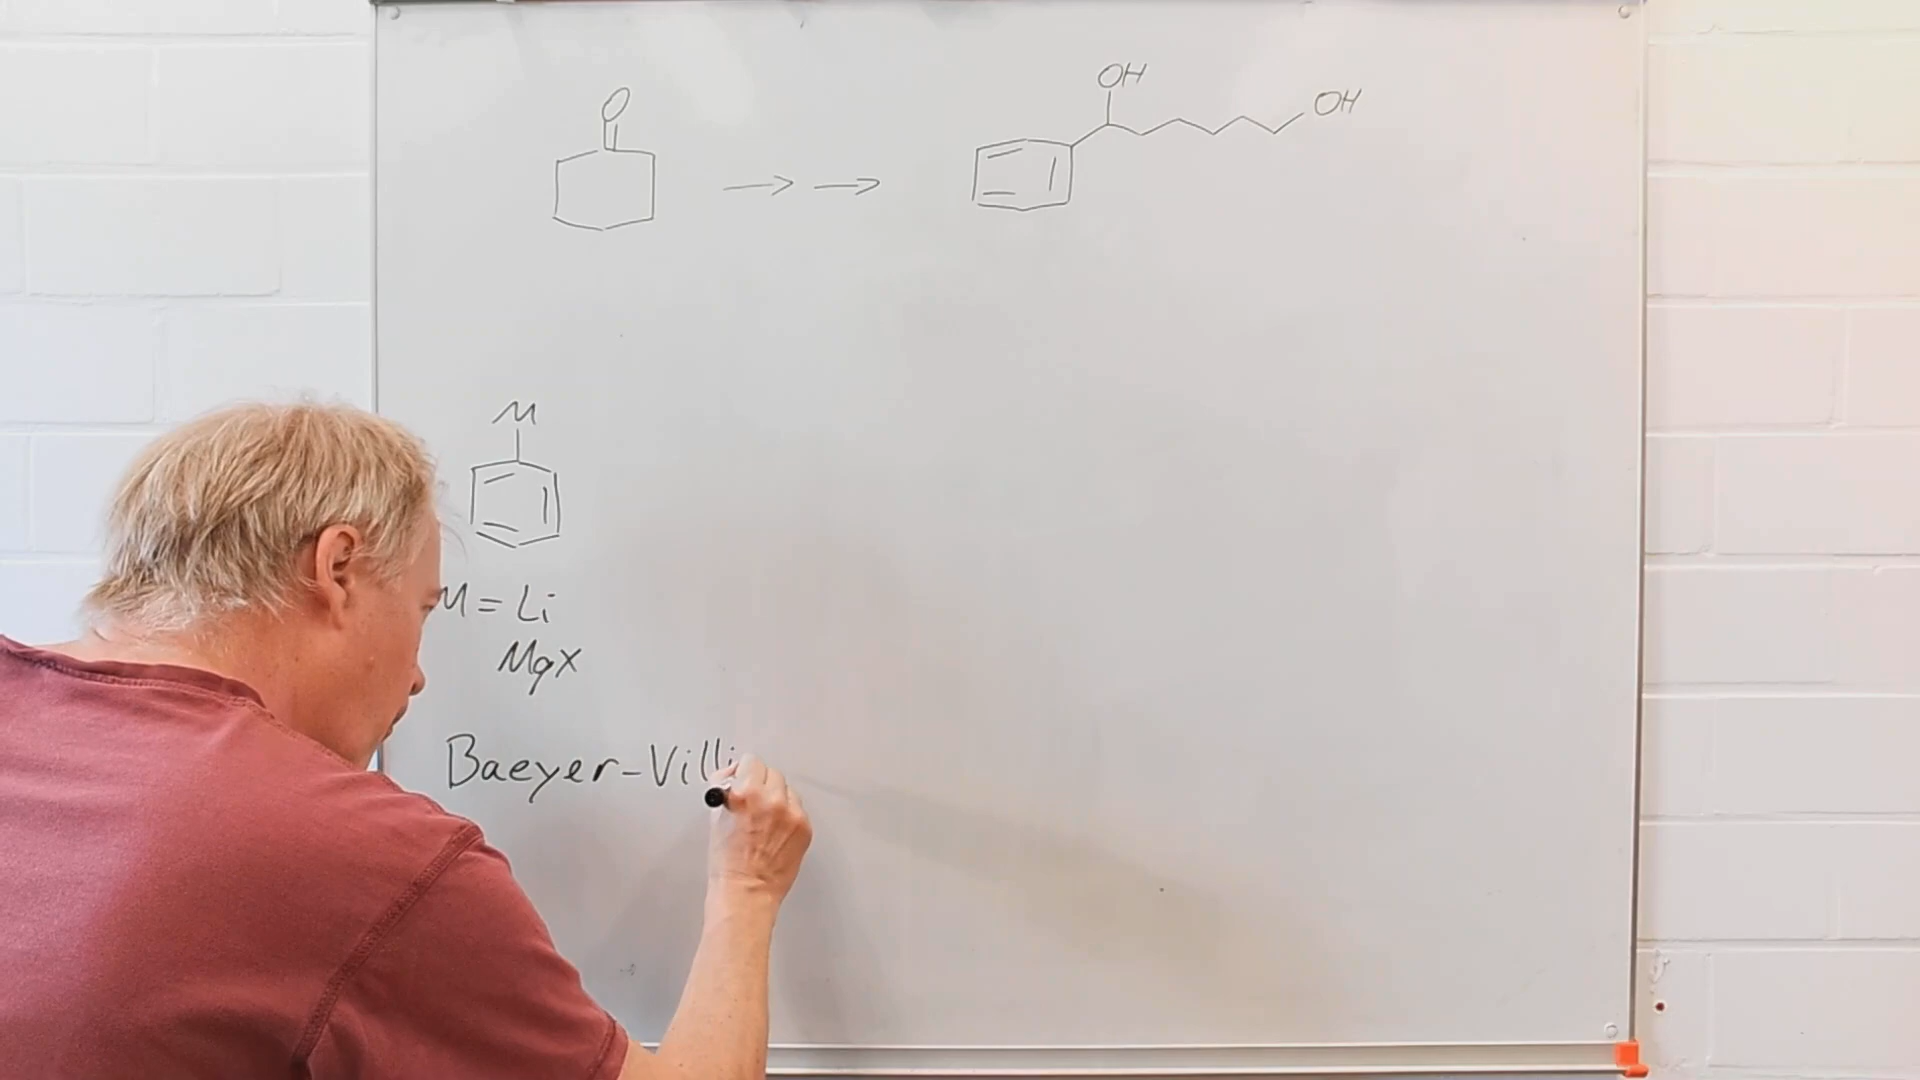 O
OH
OH
M
M = Li
MgX
Baeyer-Villi